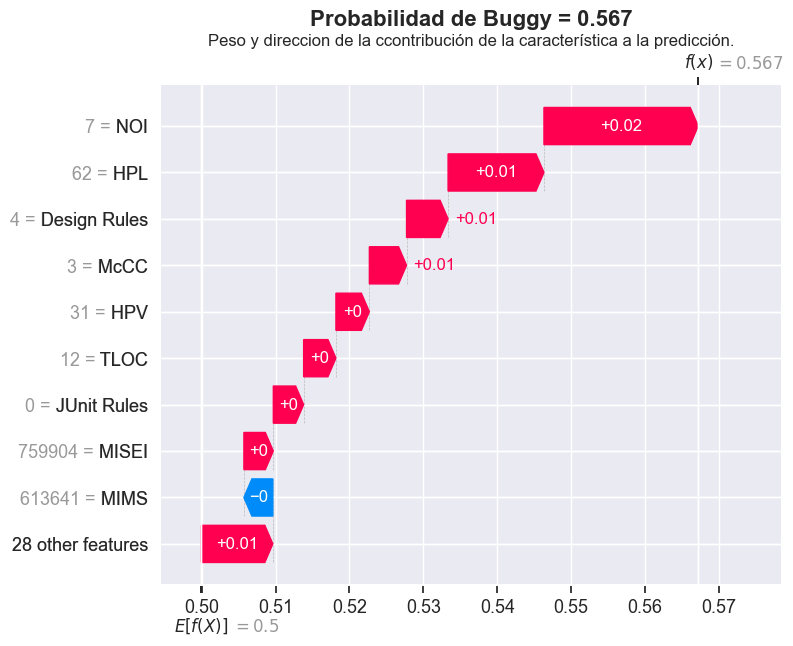 Probabilidad de Buggy = 0.567
Peso y direccion de la ccontribución de la característica a la predicción.
f(x) = 0.567
7 = NOI +0.02
62 = HPL +0.01
4 = Design Rules +0.01
3 = McCC +0.01
31 = HPV +0
12 = TLOC +0
0 = JUnit Rules +0
759904 = MISEI +0
613641 = MIMS −0
28 other features +0.01
0.50 0.51 0.52 0.53 0.54 0.55 0.56 0.57
E[f(X)] = 0.5